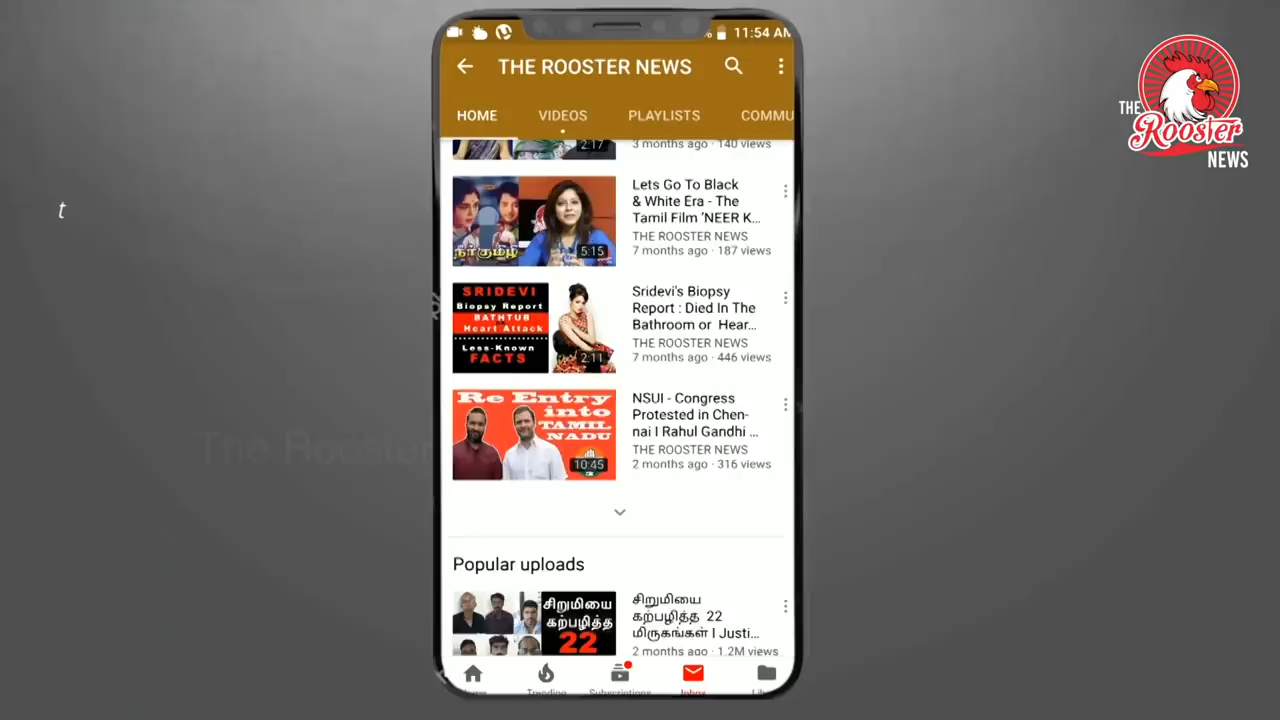 11:54 AM
THE ROOSTER NEWS
HOME VIDEOS PLAYLISTS COMMU
2:17
3 months ago · 140 views
நீர்குமிழி
5:15
Lets Go To Black
& White Era - The
Tamil Film 'NEER K...
THE ROOSTER NEWS
7 months ago · 187 views
SRIDEVI
Biopsy Report
BATHTUB
Heart Attack
Less-Known
FACTS
2:11
Sridevi's Biopsy
Report : Died In The
Bathroom or Hear...
THE ROOSTER NEWS
7 months ago · 446 views
Re Entry
into
TAMIL
NADU
10:45
NSUI - Congress
Protested in Chen-
nai I Rahul Gandhi ...
THE ROOSTER NEWS
2 months ago · 316 views
Popular uploads
சிறுமியை
கற்பழித்த
22
சிறுமியை
கற்பழித்த 22
மிருகங்கள் I Justi...
2 months ago · 1.2M views
Trending Subscriptions Inbox
THE
Rooster
NEWS
t
The Rooster